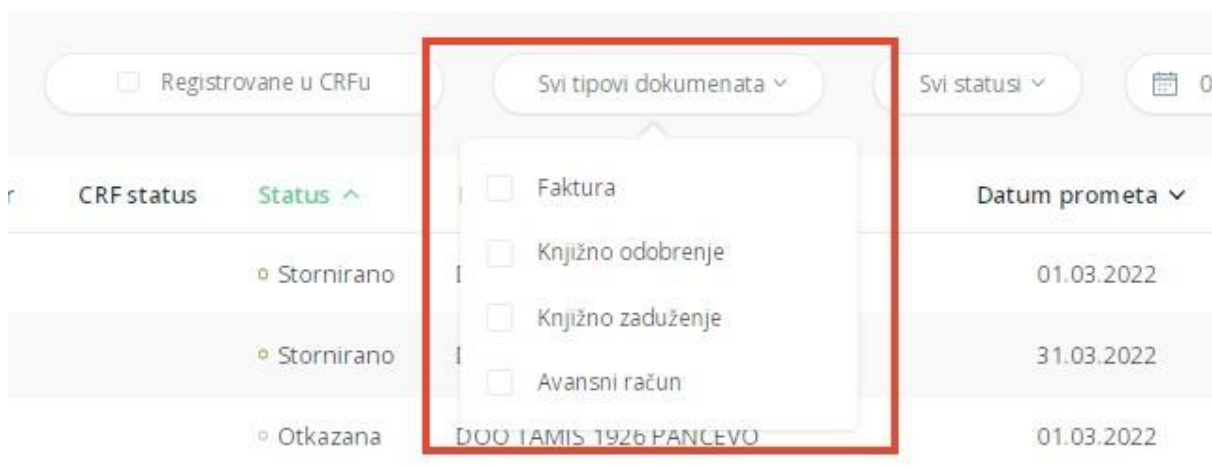 Registrovane u CRFu
Svi tipovi dokumenata
Svi statusi
CRF status
Status
Datum prometa
Faktura
Knjižno odobrenje
Knjižno zaduženje
Avansni račun
Stornirano
01.03.2022
Stornirano
31.03.2022
Otkazana
DOO TAMIS 1926 PANCEVO
01.03.2022